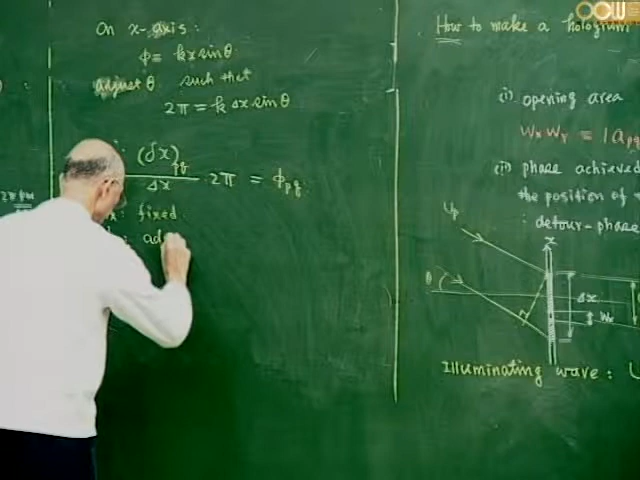 On x-axis:
ϕ = kx sinθ
adjust θ such that
2π = k Δx sinθ
(δx)pq / Δx · 2π = ϕpq
: fixed
: ad
How to make a hologram
(i) opening area
WxWy = |apq
(ii) phase achieved
the position of
: detour-phase
Up
θ
x
Δx
Wx
Illuminating wave: U
OCW